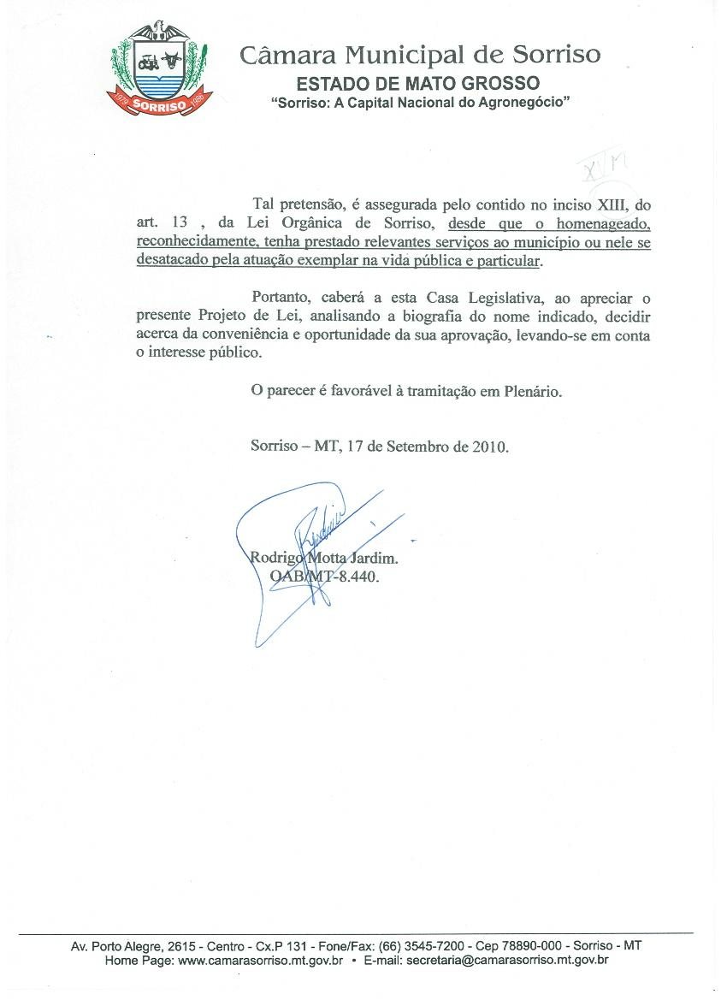 Câmara Municipal de Sorriso
ESTADO DE MATO GROSSO
“Sorriso: A Capital Nacional do Agronegócio”
1979 SORRISO 1986
XVM
Tal pretensão, é assegurada pelo contido no inciso XIII, do
art. 13 , da Lei Orgânica de Sorriso, desde que o homenageado,
reconhecidamente, tenha prestado relevantes serviços ao município ou nele se
desatacado pela atuação exemplar na vida pública e particular.
Portanto, caberá a esta Casa Legislativa, ao apreciar o
presente Projeto de Lei, analisando a biografia do nome indicado, decidir
acerca da conveniência e oportunidade da sua aprovação, levando-se em conta
o interesse público.
O parecer é favorável à tramitação em Plenário.
Sorriso – MT, 17 de Setembro de 2010.
Rodrigo Motta Jardim.
OAB/MT-8.440.
Av. Porto Alegre, 2615 - Centro - Cx.P 131 - Fone/Fax: (66) 3545-7200 - Cep 78890-000 - Sorriso - MT
Home Page: www.camarasorriso.mt.gov.br • E-mail: secretaria@camarasorriso.mt.gov.br